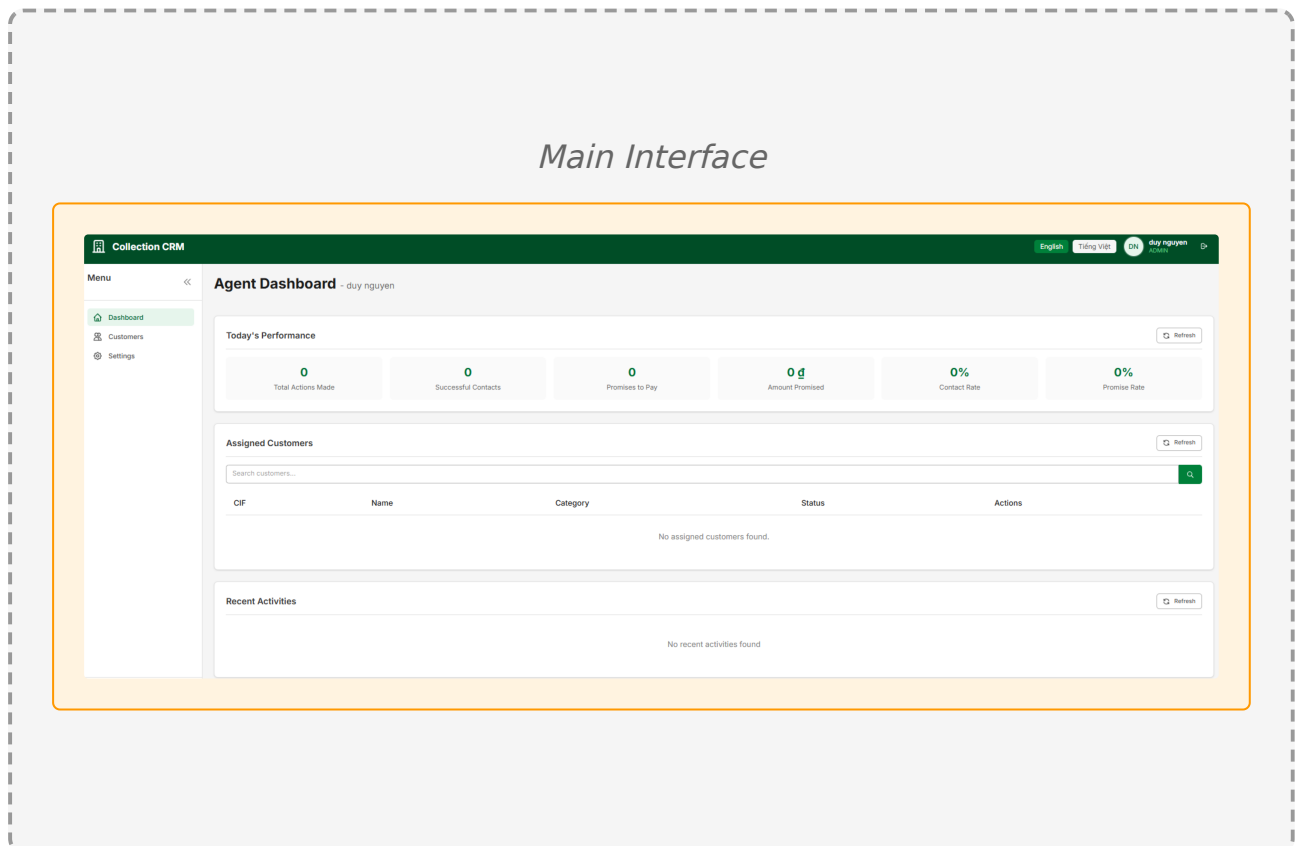 Main Interface
Collection CRM
English Tiếng Việt DN duy nguyen
ADMIN
Menu
Agent Dashboard - duy nguyen
Dashboard
Customers
Settings
Today's Performance Refresh
0 0 0 0 ₫ 0% 0%
Total Actions Made Successful Contacts Promises to Pay Amount Promised Contact Rate Promise Rate
Assigned Customers Refresh
Search customers...
CIF Name Category Status Actions
No assigned customers found.
Recent Activities Refresh
No recent activities found